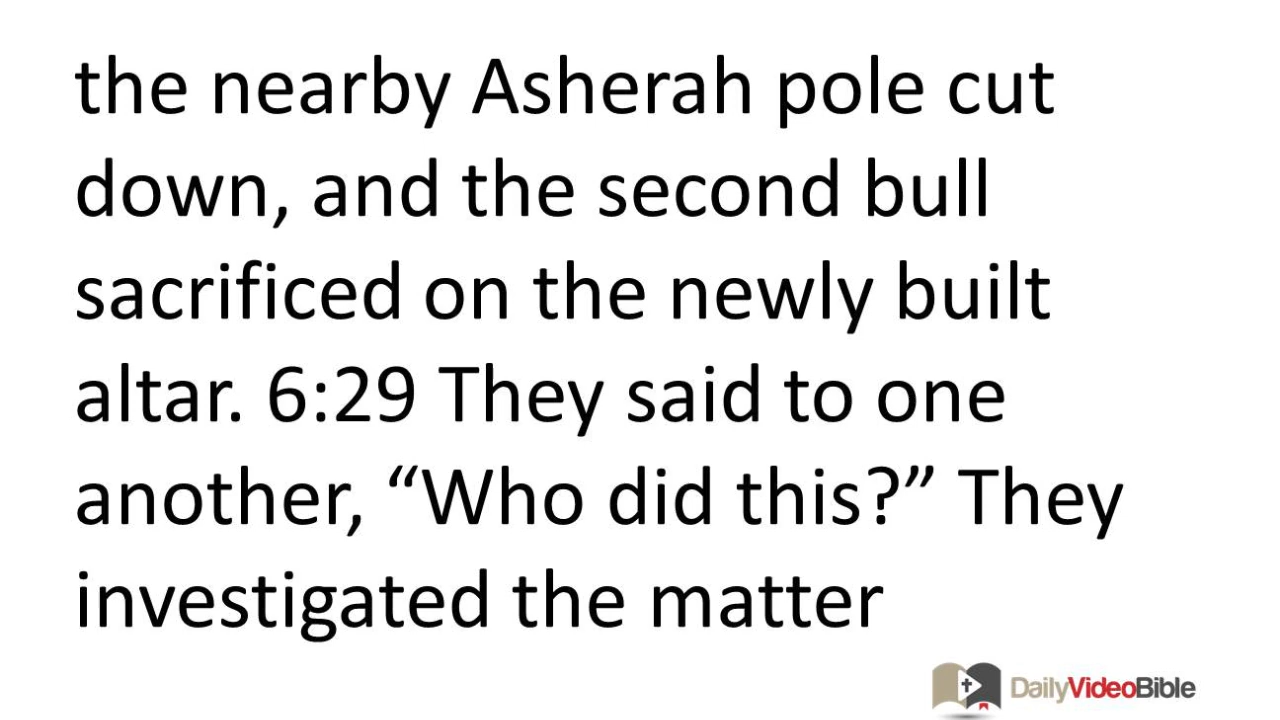 the nearby Asherah pole cut
down, and the second bull
sacrificed on the newly built
altar. 6:29 They said to one
another, “Who did this?” They
investigated the matter
DailyVideoBible